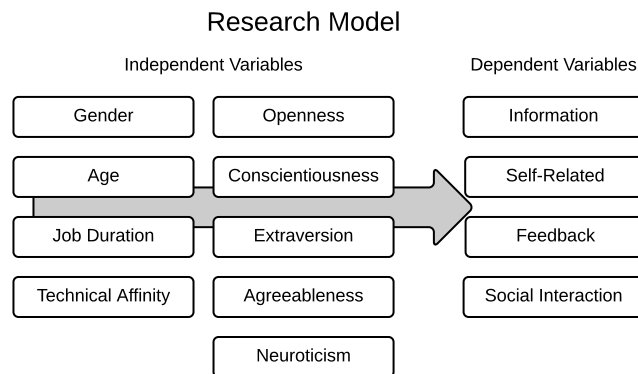 Research Model
Independent Variables
Dependent Variables
Gender
Openness
Information
Age
Conscientiousness
Self-Related
Job Duration
Extraversion
Feedback
Technical Affinity
Agreeableness
Social Interaction
Neuroticism